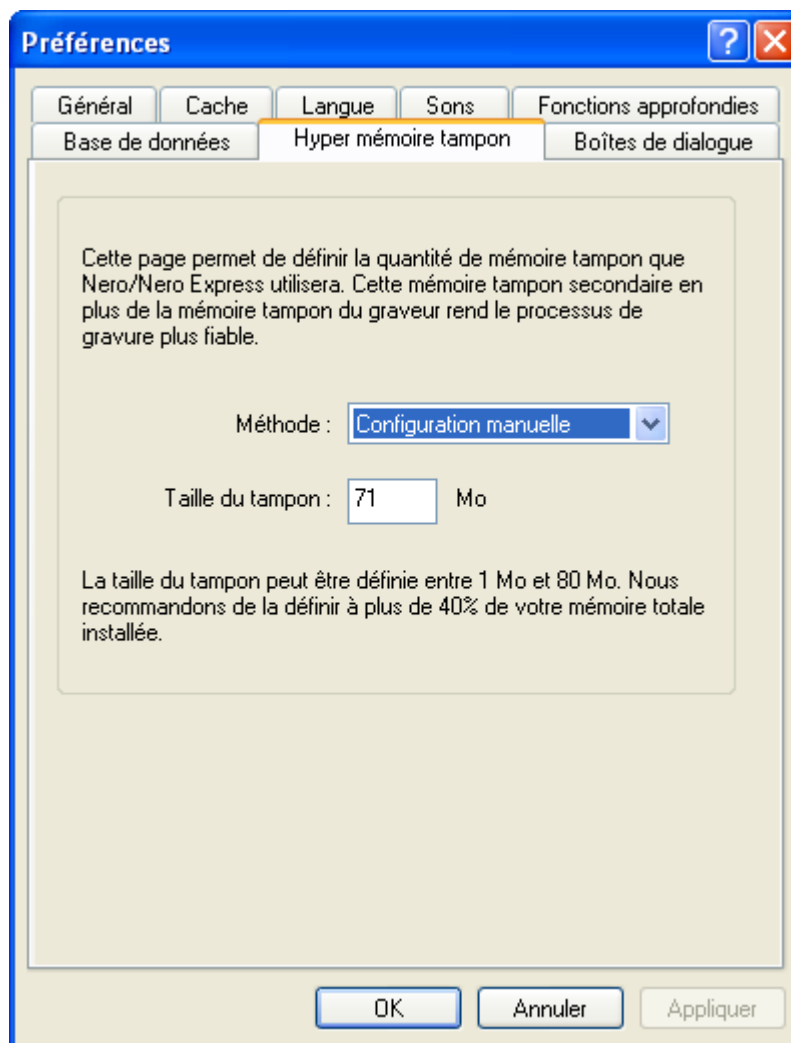 Préférences
Général Cache Langue Sons Fonctions approfondies
Base de données Hyper mémoire tampon Boîtes de dialogue
Cette page permet de définir la quantité de mémoire tampon que
Nero/Nero Express utilisera. Cette mémoire tampon secondaire en
plus de la mémoire tampon du graveur rend le processus de
gravure plus fiable.
Méthode : Configuration manuelle
Taille du tampon : 71 Mo
La taille du tampon peut être définie entre 1 Mo et 80 Mo. Nous
recommandons de la définir à plus de 40% de votre mémoire totale
installée.
OK Annuler Appliquer